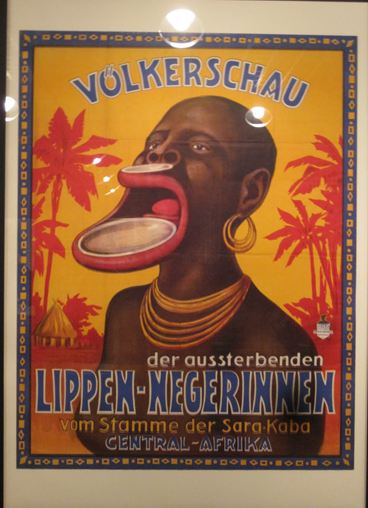 VÖLKERSCHAU
der aussterbenden
LIPPEN-NEGERINNEN
vom Stamme der Sara-Kaba
CENTRAL-AFRIKA